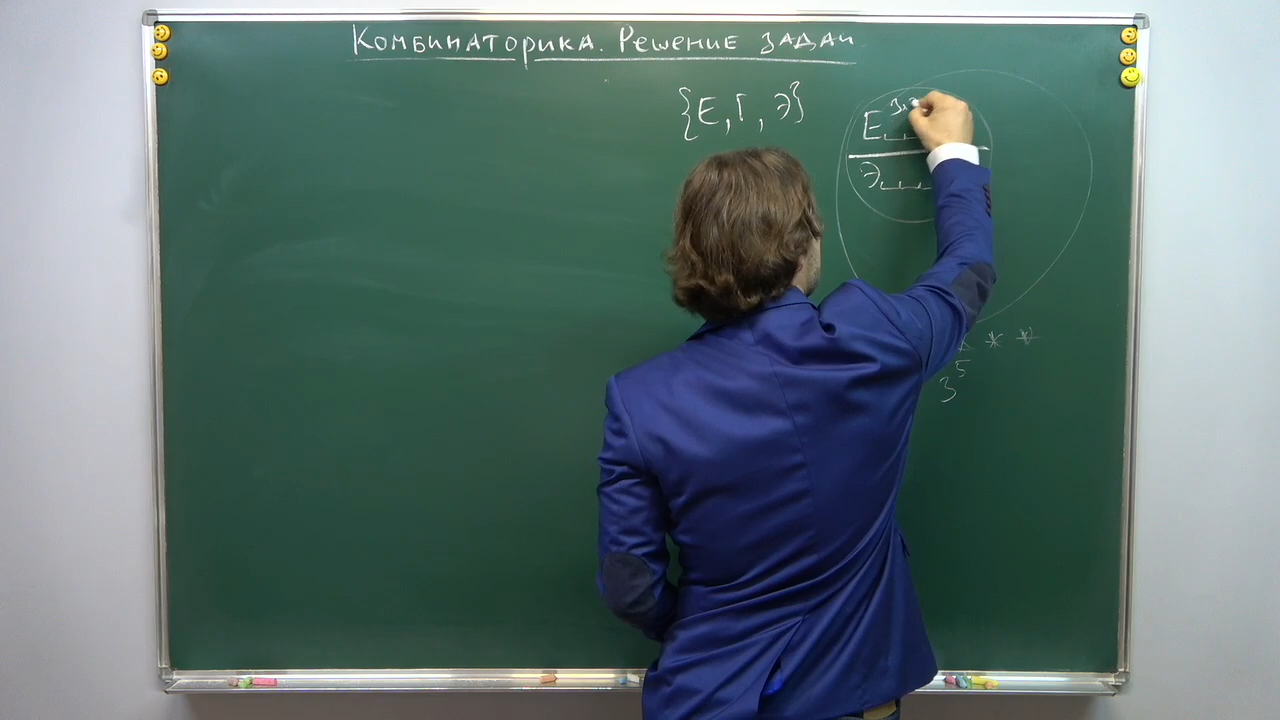 Комбинаторика. Решение задач
{Е, Г, Э}
Е
Э
* *
3⁵